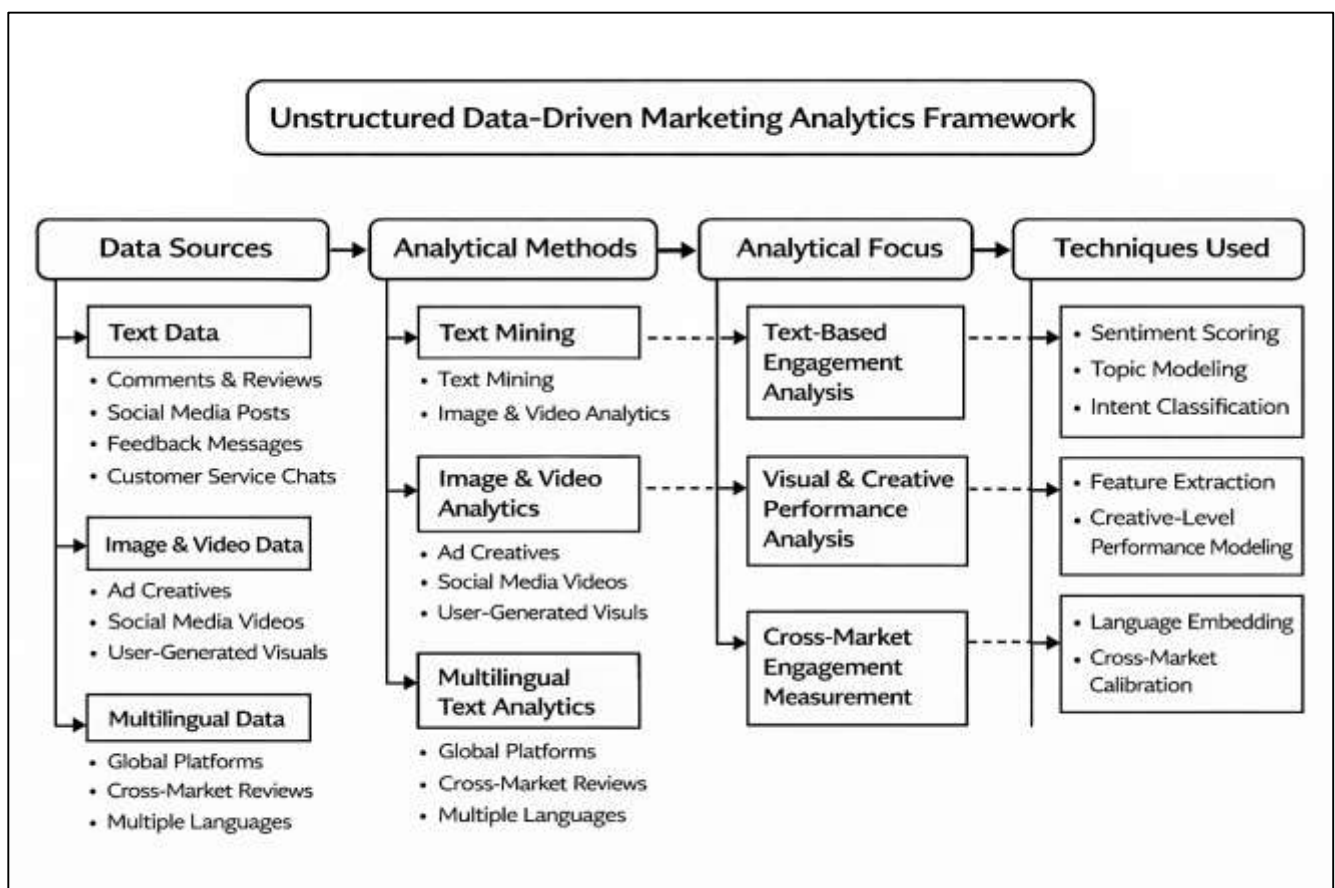 Unstructured Data-Driven Marketing Analytics Framework
Data Sources
Text Data
• Comments & Reviews
• Social Media Posts
• Feedback Messages
• Customer Service Chats
Image & Video Data
• Ad Creatives
• Social Media Videos
• User-Generated Visuals
Multilingual Data
• Global Platforms
• Cross-Market Reviews
• Multiple Languages
Analytical Methods
Text Mining
• Text Mining
• Image & Video Analytics
Image & Video
Analytics
• Ad Creatives
• Social Media Videos
• User-Generated Visuls
Multilingual
Text Analytics
• Global Platforms
• Cross-Market Reviews
• Multiple Languages
Analytical Focus
Text-Based
Engagement
Analysis
Visual & Creative
Performance
Analysis
Cross-Market
Engagement
Measurement
Techniques Used
• Sentiment Scoring
• Topic Modeling
• Intent Classification
• Feature Extraction
• Creative-Level
Performance Modeling
• Language Embedding
• Cross-Market
Calibration